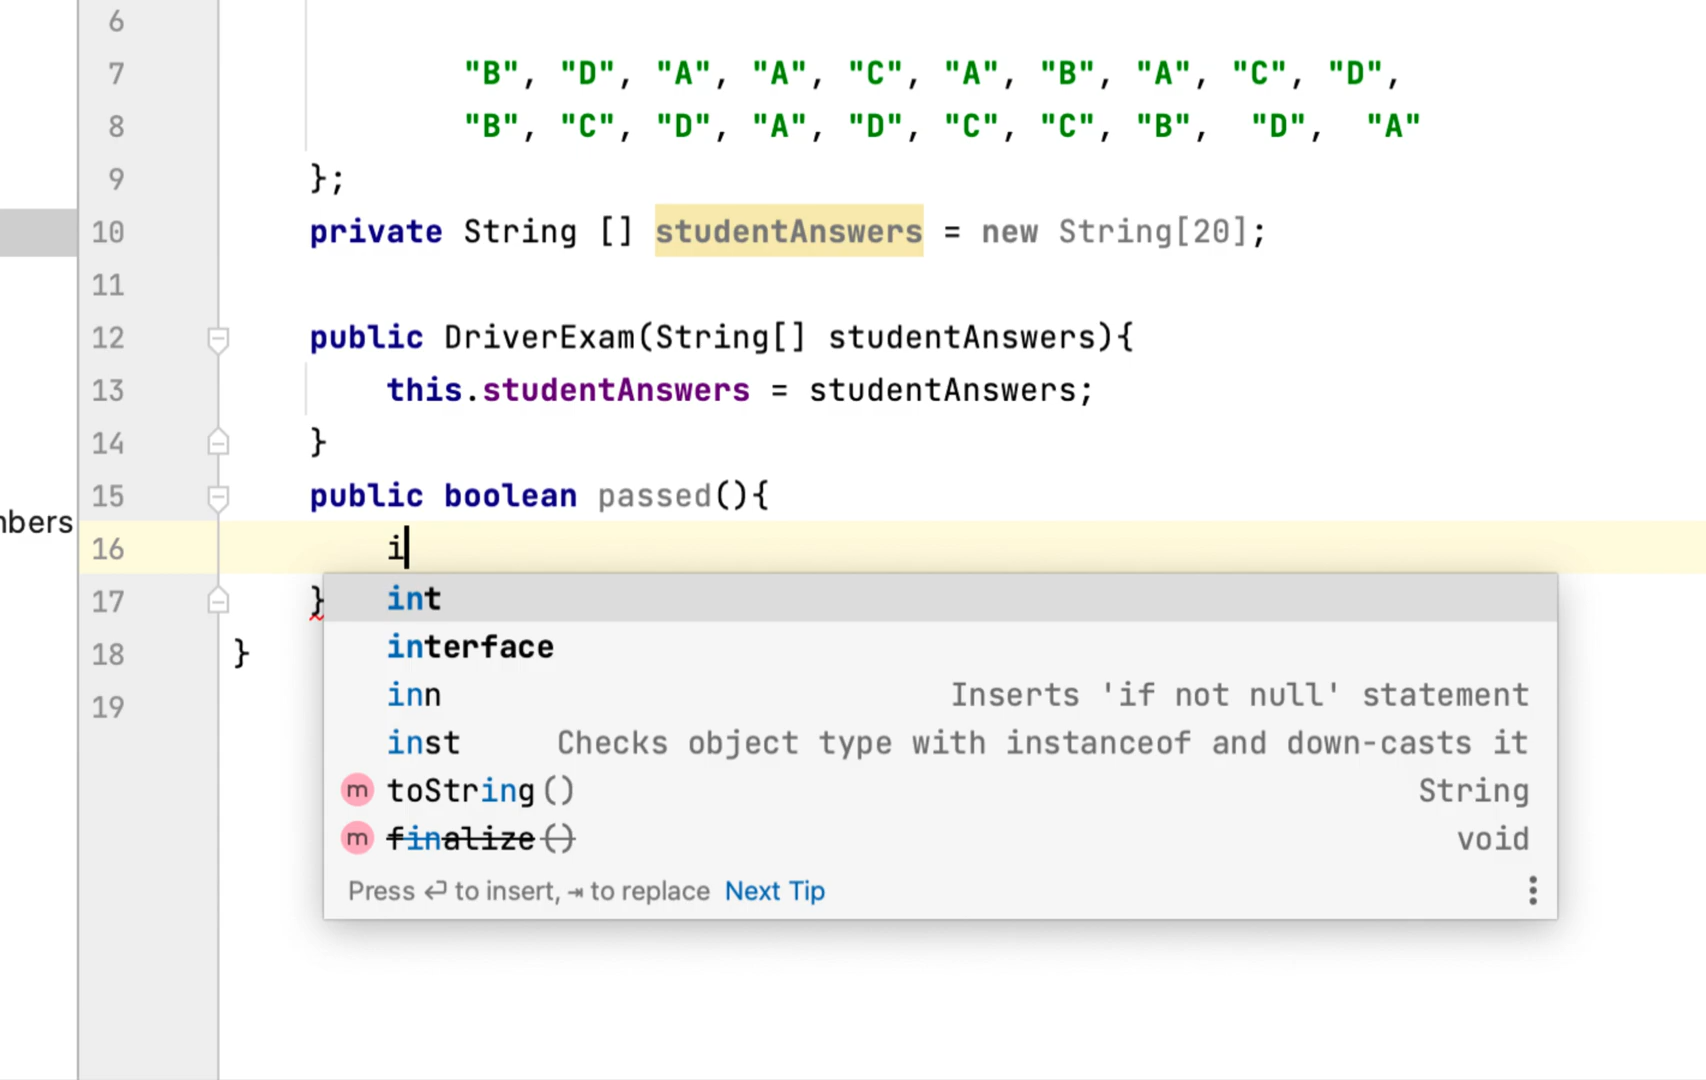 6
7 "B", "D", "A", "A", "C", "A", "B", "A", "C", "D",
8 "B", "C", "D", "A", "D", "C", "C", "B", "D", "A"
9 };
10 private String [] studentAnswers = new String[20];
11
12 public DriverExam(String[] studentAnswers){
13 this.studentAnswers = studentAnswers;
14 }
15 public boolean passed(){
nbers
16 i
17 }
int
interface
inn Inserts 'if not null' statement
inst Checks object type with instanceof and down-casts it
m toString() String
m finalize() void
Press ↩ to insert, ⇥ to replace Next Tip
18 }
19